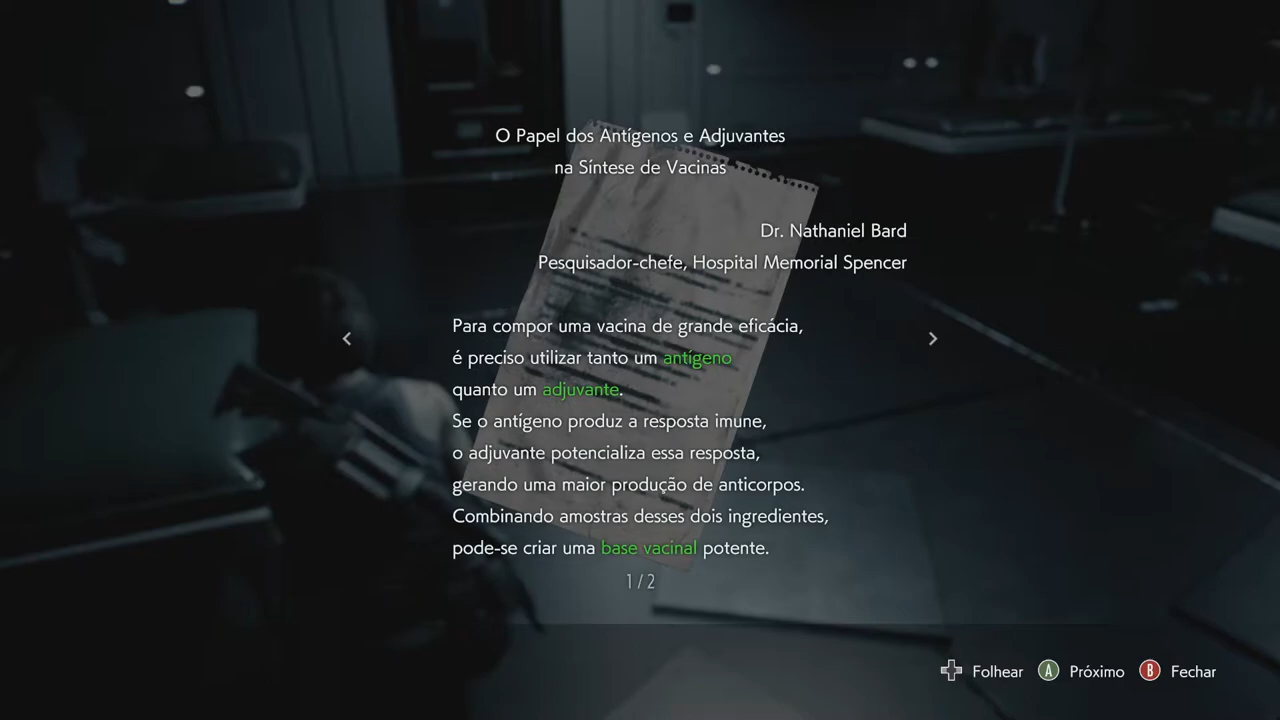 O Papel dos Antígenos e Adjuvantes
na Síntese de Vacinas
Dr. Nathaniel Bard
Pesquisador-chefe, Hospital Memorial Spencer
Para compor uma vacina de grande eficácia,
é preciso utilizar tanto um antígeno
quanto um adjuvante.
Se o antígeno produz a resposta imune,
o adjuvante potencializa essa resposta,
gerando uma maior produção de anticorpos.
Combinando amostras desses dois ingredientes,
pode-se criar uma base vacinal potente.
1/2
Folhear A Próximo B Fechar